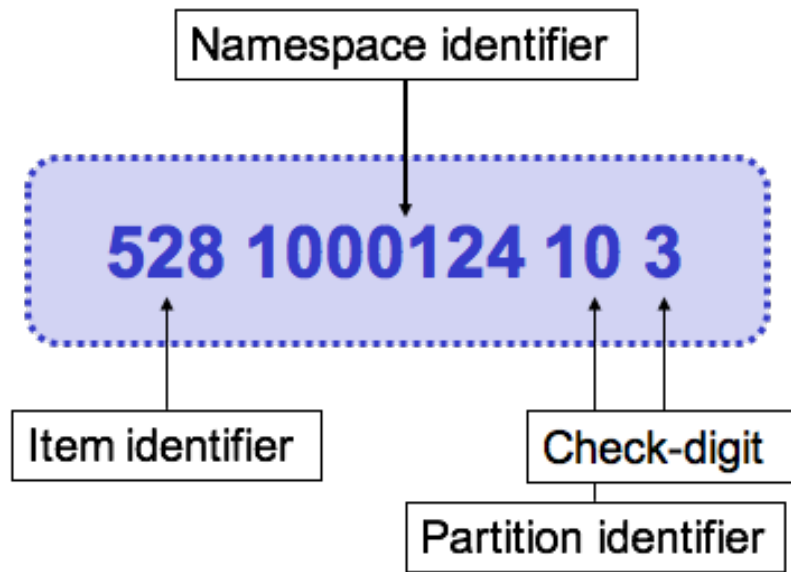 Namespace identifier
528 1000124 10 3
Item identifier
Check-digit
Partition identifier